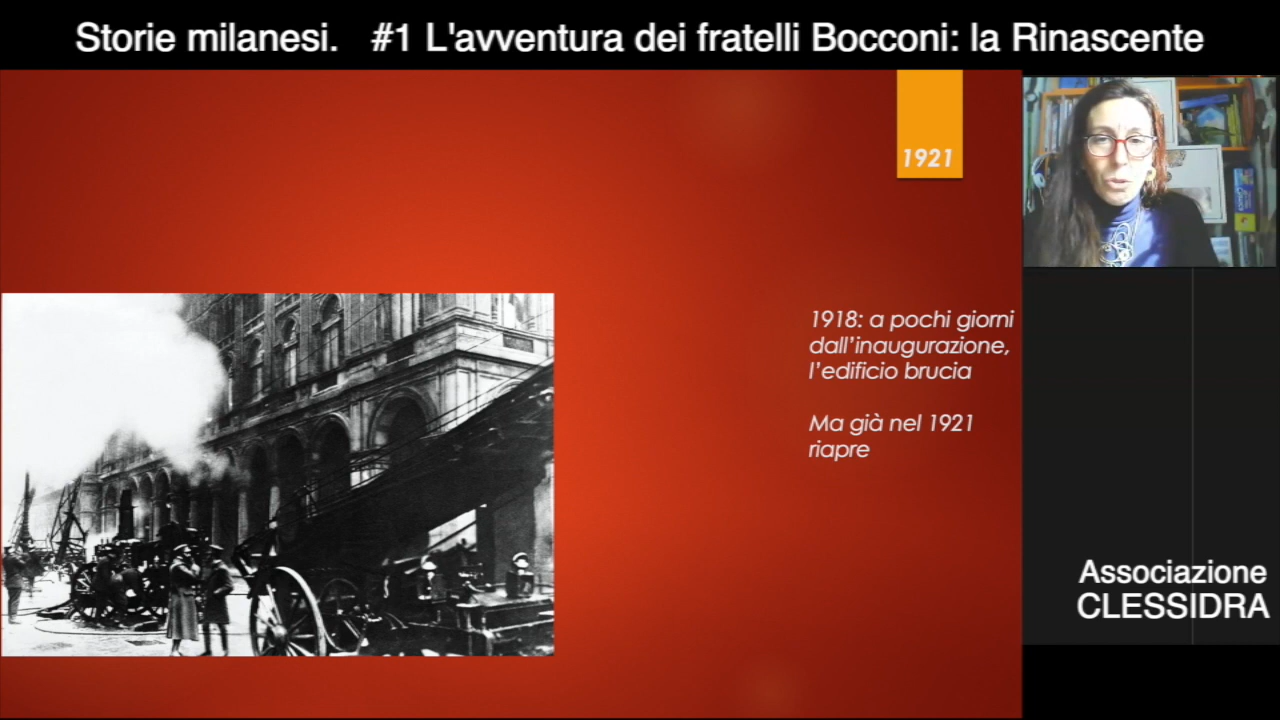 Storie milanesi. #1 L'avventura dei fratelli Bocconi: la Rinascente
1921
1918: a pochi giorni
dall'inaugurazione,
l'edificio brucia
Ma già nel 1921
riapre
Associazione
CLESSIDRA